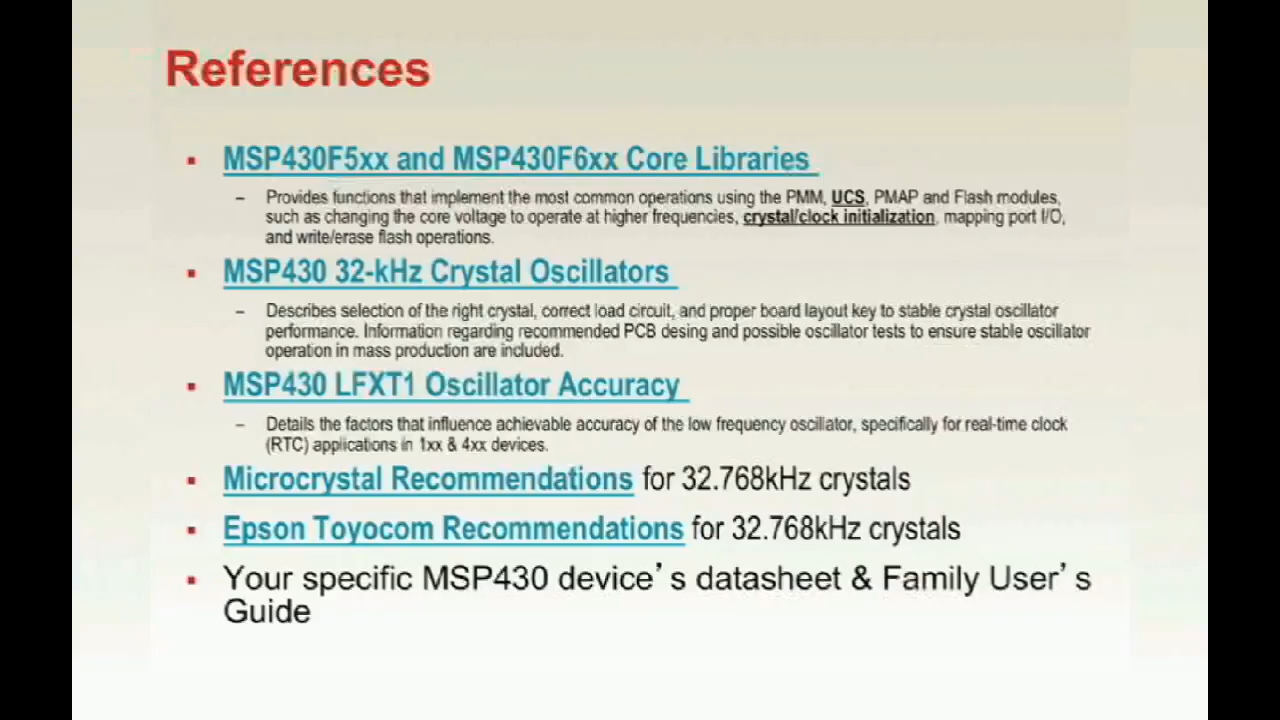 References
▪ MSP430F5xx and MSP430F6xx Core Libraries
– Provides functions that implement the most common operations using the PMM, UCS, PMAP and Flash modules,
such as changing the core voltage to operate at higher frequencies, crystal/clock initialization, mapping port I/O,
and write/erase flash operations.
▪ MSP430 32-kHz Crystal Oscillators
– Describes selection of the right crystal, correct load circuit, and proper board layout key to stable crystal oscillator
performance. Information regarding recommended PCB desing and possible oscillator tests to ensure stable oscillator
operation in mass production are included.
▪ MSP430 LFXT1 Oscillator Accuracy
– Details the factors that influence achievable accuracy of the low frequency oscillator, specifically for real-time clock
(RTC) applications in 1xx & 4xx devices.
▪ Microcrystal Recommendations for 32.768kHz crystals
▪ Epson Toyocom Recommendations for 32.768kHz crystals
▪ Your specific MSP430 device’s datasheet & Family User’s
Guide